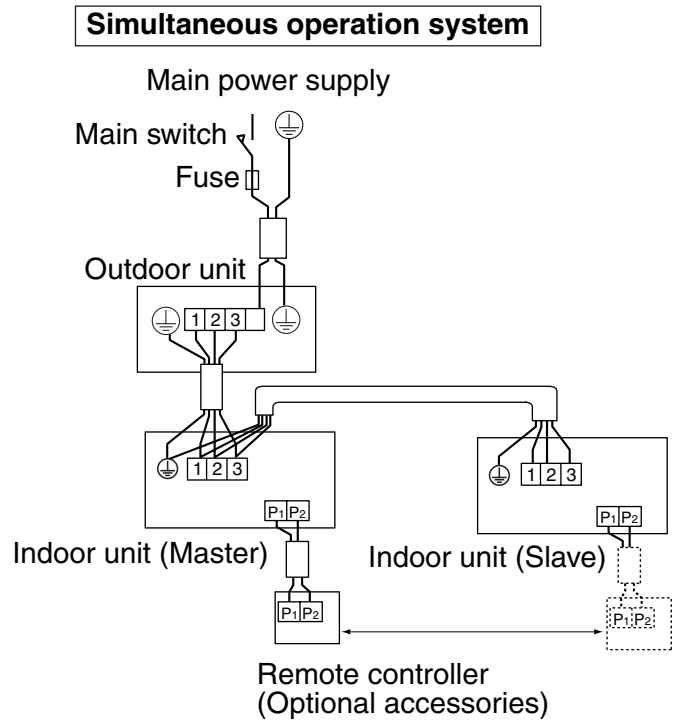 Simultaneous operation system
Main power supply
Main switch
Fuse
Outdoor unit
1 2 3
1 2 3
1 2 3
P1 P2
P1 P2
Indoor unit (Master)
Indoor unit (Slave)
P1 P2
P1 P2
Remote controller
(Optional accessories)